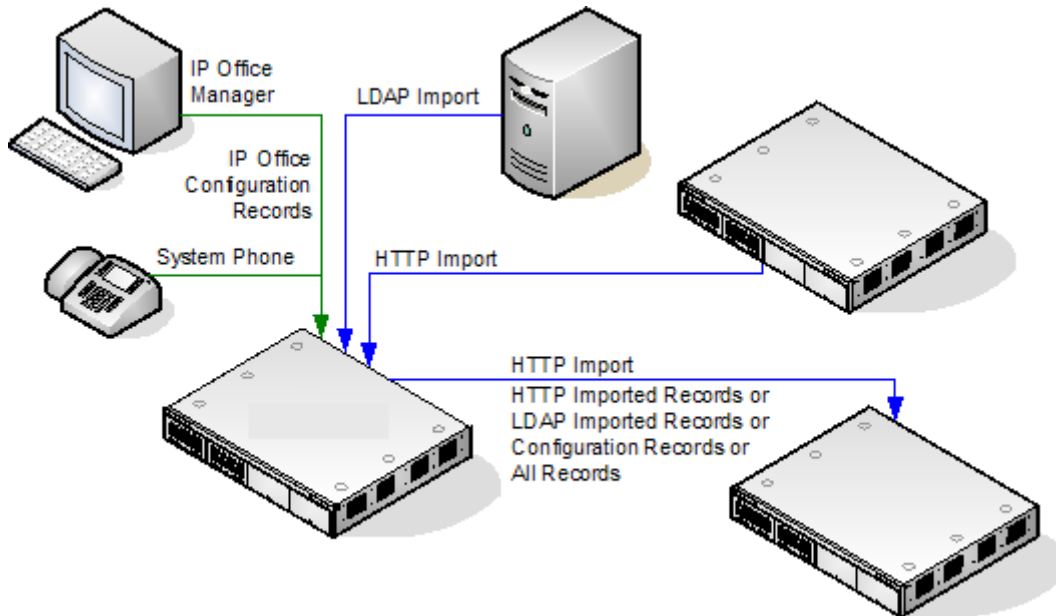 IP Office
Manager
LDAP Import
IP Office
Configuration
Records
System Phone
HTTP Import
HTTP Import
HTTP Imported Records or
LDAP Imported Records or
Configuration Records or
All Records